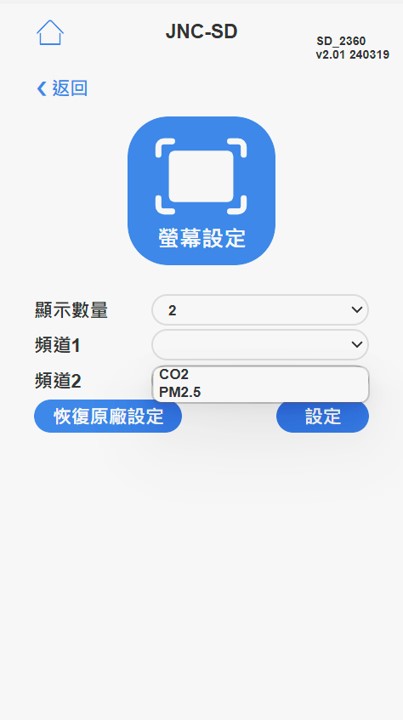 JNC-SD
SD_2360
v2.01 240319
❮ 返回
螢幕設定
顯示數量 2
頻道1
頻道2
CO2
PM2.5
恢復原廠設定 設定